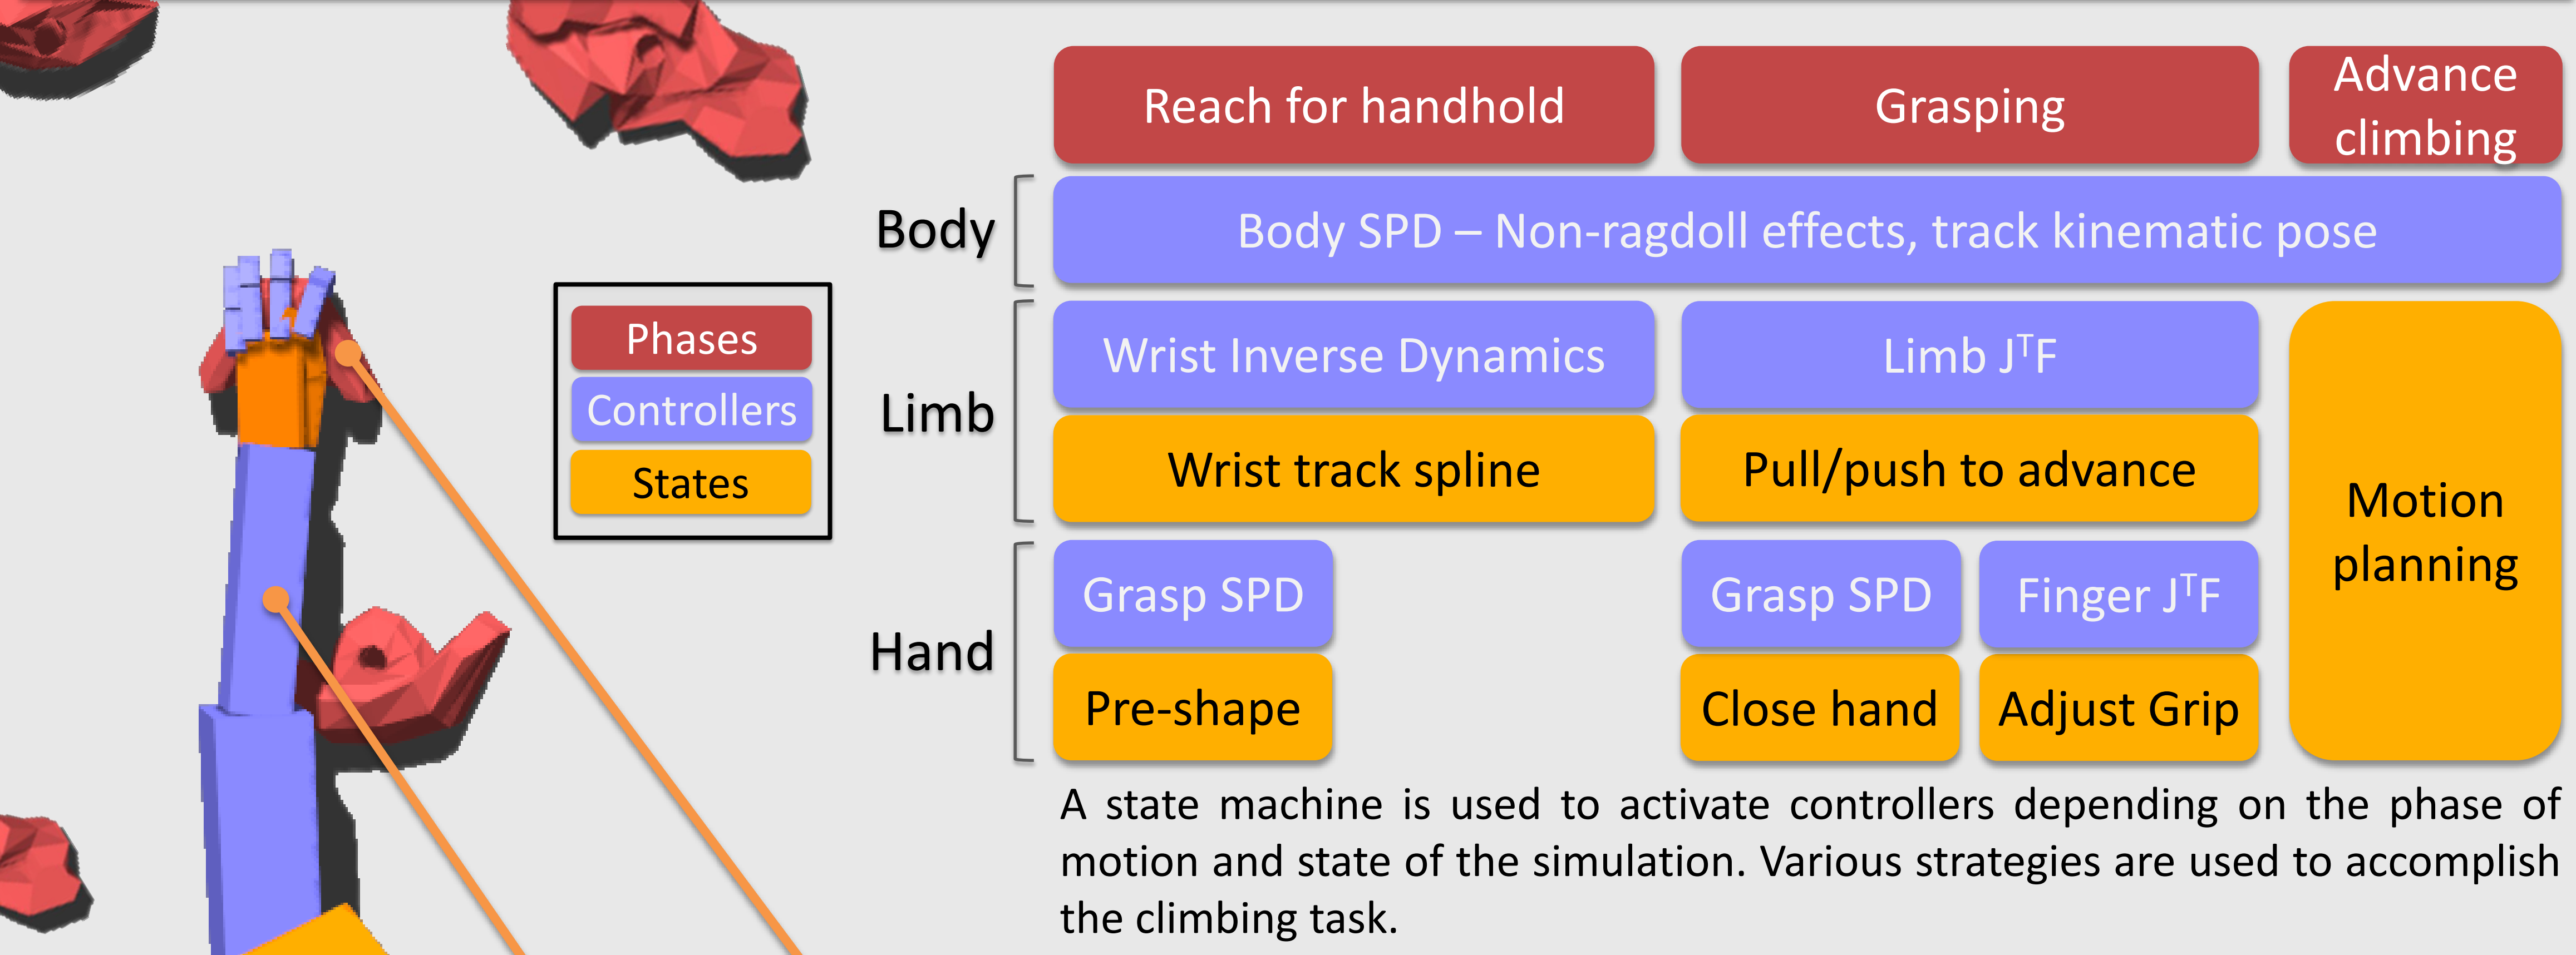 Reach for handhold
Grasping
Advance
climbing
Body
Body SPD – Non-ragdoll effects, track kinematic pose
Phases
Controllers
States
Limb
Wrist Inverse Dynamics
Limb JᵀF
Wrist track spline
Pull/push to advance
Motion
planning
Hand
Grasp SPD
Grasp SPD
Finger JᵀF
Pre-shape
Close hand
Adjust Grip
A state machine is used to activate controllers depending on the phase of
motion and state of the simulation. Various strategies are used to accomplish
the climbing task.